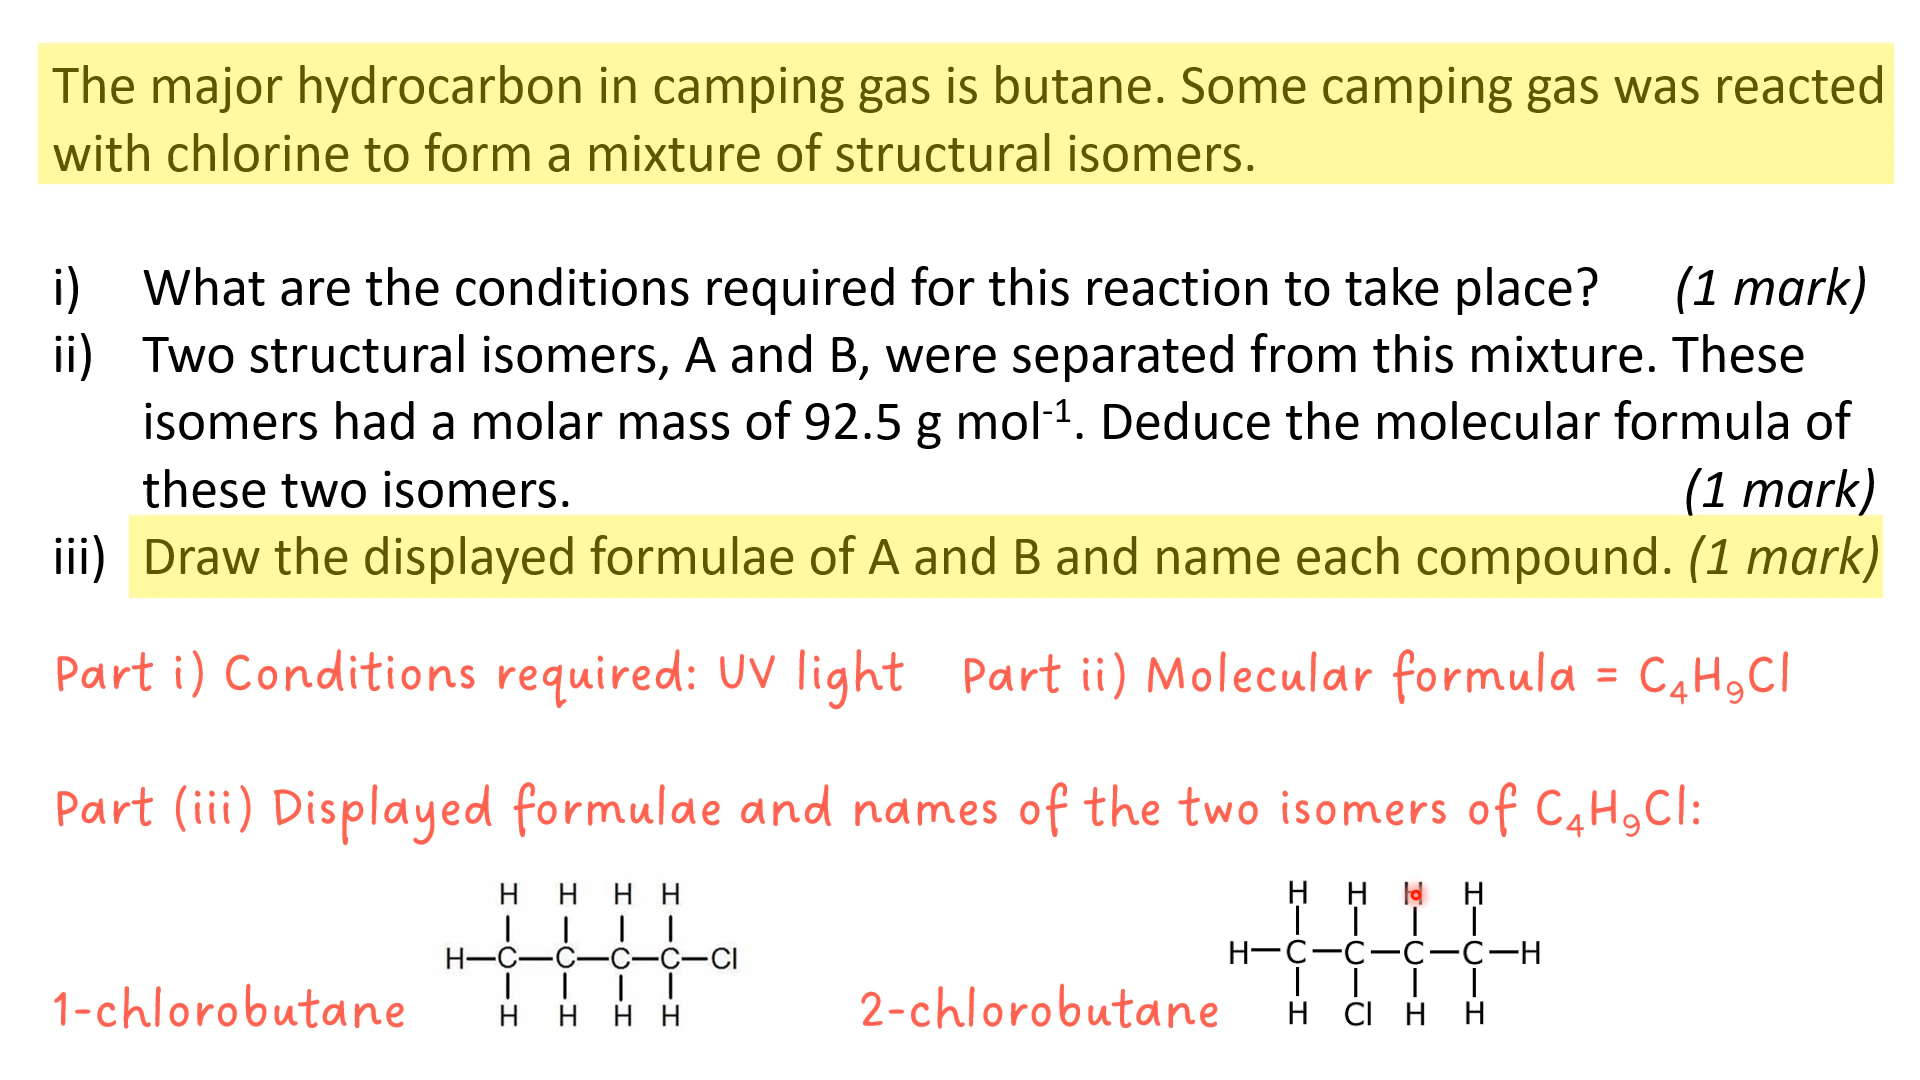 The major hydrocarbon in camping gas is butane. Some camping gas was reacted
with chlorine to form a mixture of structural isomers.
i) What are the conditions required for this reaction to take place? (1 mark)
ii) Two structural isomers, A and B, were separated from this mixture. These
isomers had a molar mass of 92.5 g mol⁻¹. Deduce the molecular formula of
these two isomers. (1 mark)
iii) Draw the displayed formulae of A and B and name each compound. (1 mark)
Part i) Conditions required: UV light Part ii) Molecular formula = C₄H₉Cl
Part (iii) Displayed formulae and names of the two isomers of C₄H₉Cl:
H H H H
H–C–C–C–C–Cl
H H H H
1-chlorobutane
H H H H
H–C–C–C–C–H
H Cl H H
2-chlorobutane